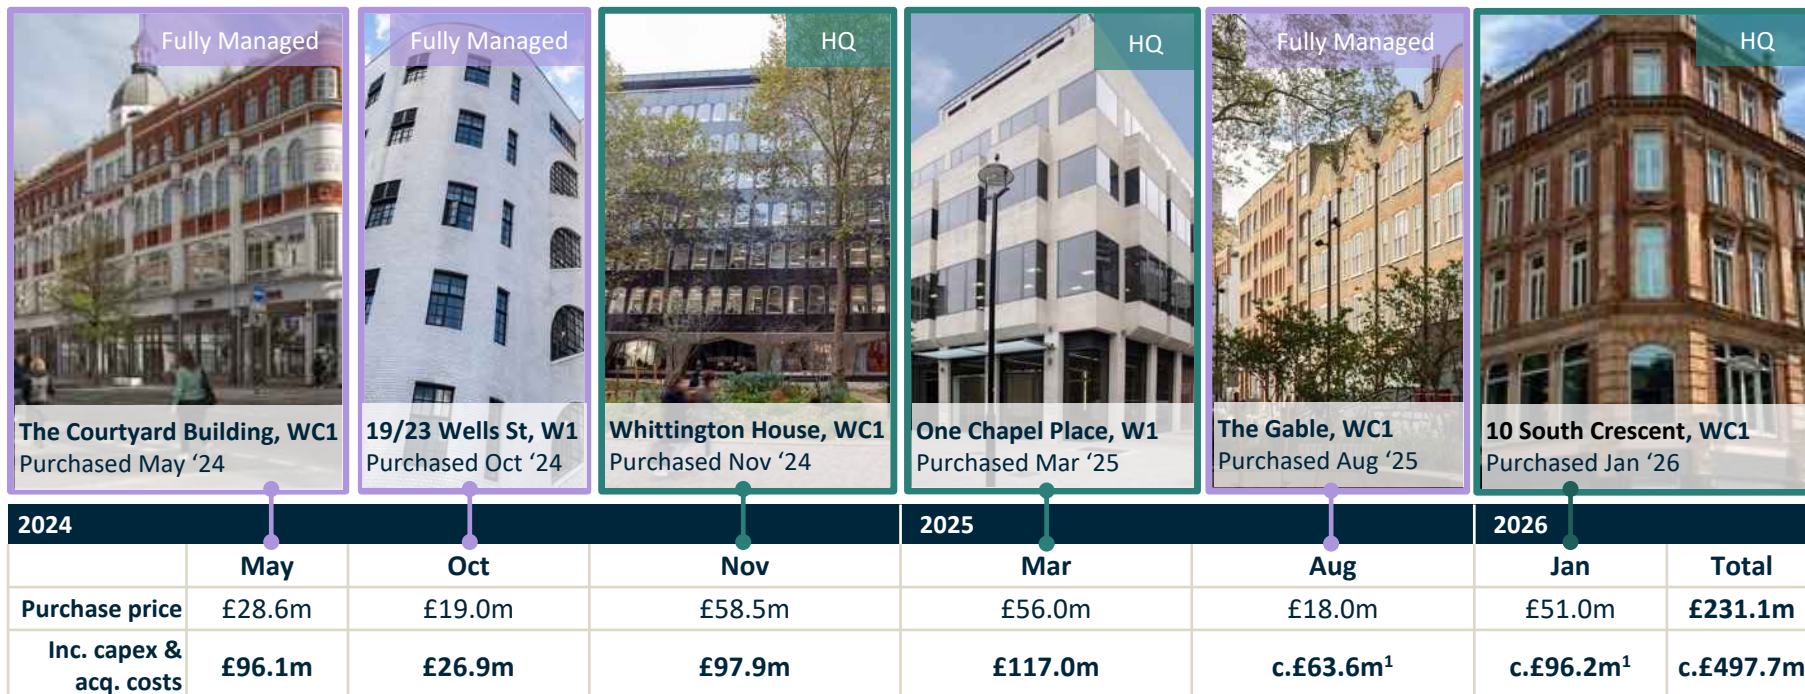 Fully Managed
Fully Managed
HQ
HQ
Fully Managed
HQ
The Courtyard Building, WC1
Purchased May ‘24
19/23 Wells St, W1
Purchased Oct ‘24
Whittington House, WC1
Purchased Nov ‘24
One Chapel Place, W1
Purchased Mar ‘25
The Gable, WC1
Purchased Aug ‘25
10 South Crescent, WC1
Purchased Jan ‘26
2024 2025 2026
May Oct Nov Mar Aug Jan Total
Purchase price £28.6m £19.0m £58.5m £56.0m £18.0m £51.0m £231.1m
Inc. capex &
acq. costs £96.1m £26.9m £97.9m £117.0m c.£63.6m¹ c.£96.2m¹ c.£497.7m